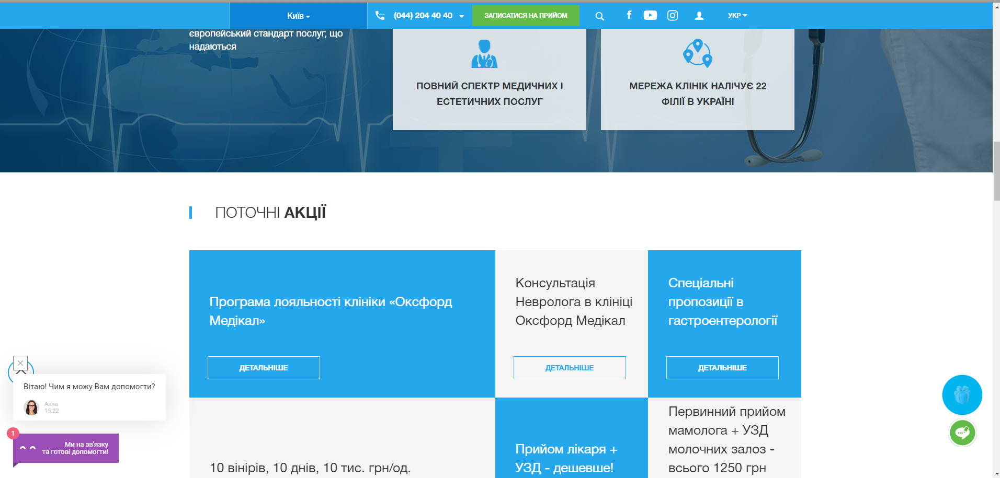 Київ
(044) 204 40 40
ЗАПИСАТИСЯ НА ПРИЙОМ
УКР
європейський стандарт послуг, що
надаються
ПОВНИЙ СПЕКТР МЕДИЧНИХ І
ЕСТЕТИЧНИХ ПОСЛУГ
МЕРЕЖА КЛІНІК НАЛІЧУЄ 22
ФІЛІЇ В УКРАЇНІ
ПОТОЧНІ АКЦІЇ
Програма лояльності клініки «Оксфорд
Медікал»
ДЕТАЛЬНІШЕ
Консультація
Невролога в клініці
Оксфорд Медікал
ДЕТАЛЬНІШЕ
Спеціальні
пропозиції в
гастроентерології
ДЕТАЛЬНІШЕ
10 вінірів, 10 днів, 10 тис. грн/од.
Прийом лікаря +
УЗД - дешевше!
Первинний прийом
мамолога + УЗД
молочних залоз -
всього 1250 грн
Вітаю! Чим я можу Вам допомогти?
Анна
15:22
1
Ми на зв'язку
та готові допомогти!